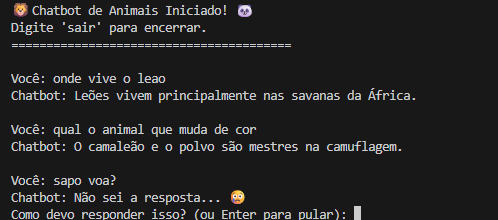 🦁Chatbot de Animais Iniciado! 🐼
Digite 'sair' para encerrar.
========================================
Você: onde vive o leao
Chatbot: Leões vivem principalmente nas savanas da África.
Você: qual o animal que muda de cor
Chatbot: O camaleão e o polvo são mestres na camuflagem.
Você: sapo voa?
Chatbot: Não sei a resposta... 😅
Como devo responder isso? (ou Enter para pular):